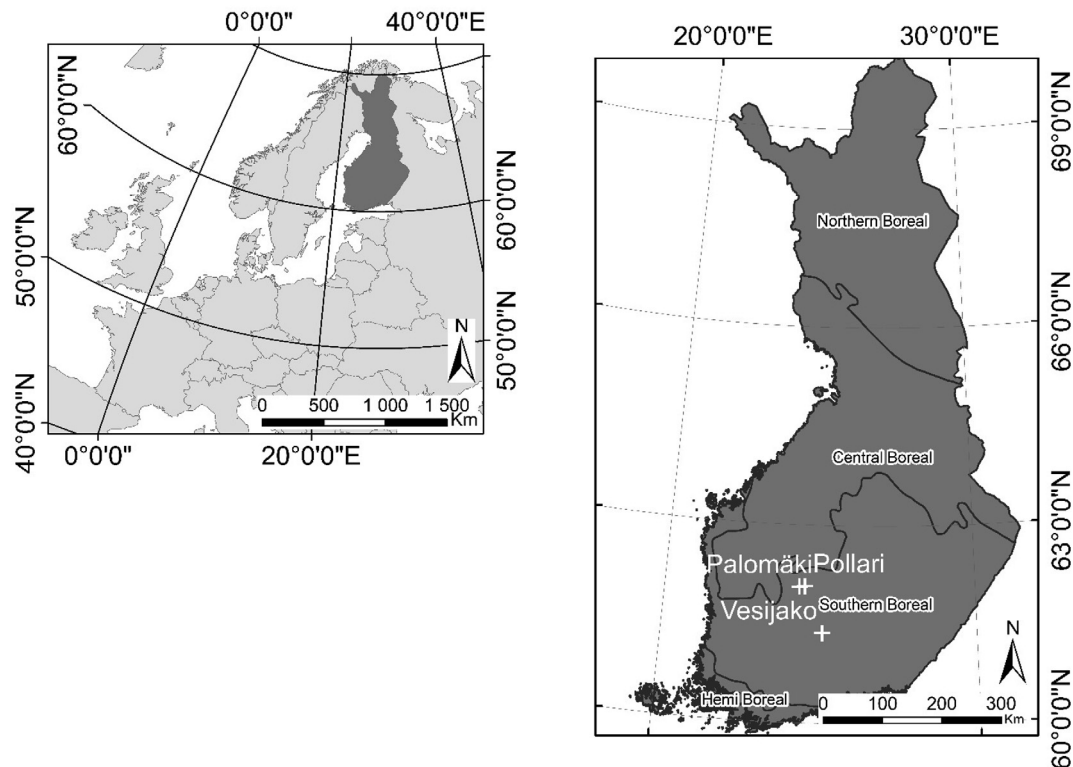 0°0'0"
40°0'0"E
60°0'0"N
50°0'0"N
40°0'0"N
60°0'0"N
50°0'0"N
N
0 500 1 000 1 500
Km
0°0'0"
20°0'0"E
20°0'0"E
30°0'0"E
69°0'0"N
Northern Boreal
66°0'0"N
Central Boreal
63°0'0"N
Palomäki Pollari
Vesijako Southern Boreal
N
Hemi Boreal
0 100 200 300
Km
60°0'0"N